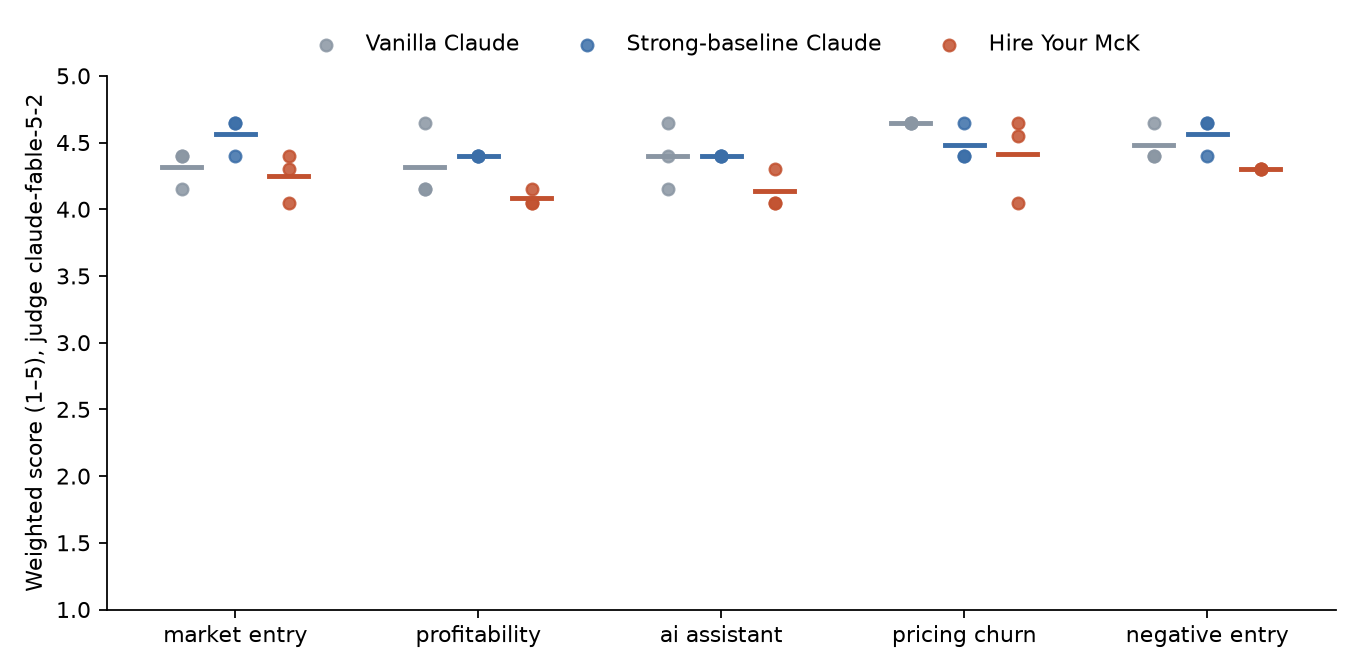 Vanilla Claude
Strong-baseline Claude
Hire Your McK
Weighted score (1–5), judge claude-fable-5-2
5.0
4.5
4.0
3.5
3.0
2.5
2.0
1.5
1.0
market entry
profitability
ai assistant
pricing churn
negative entry